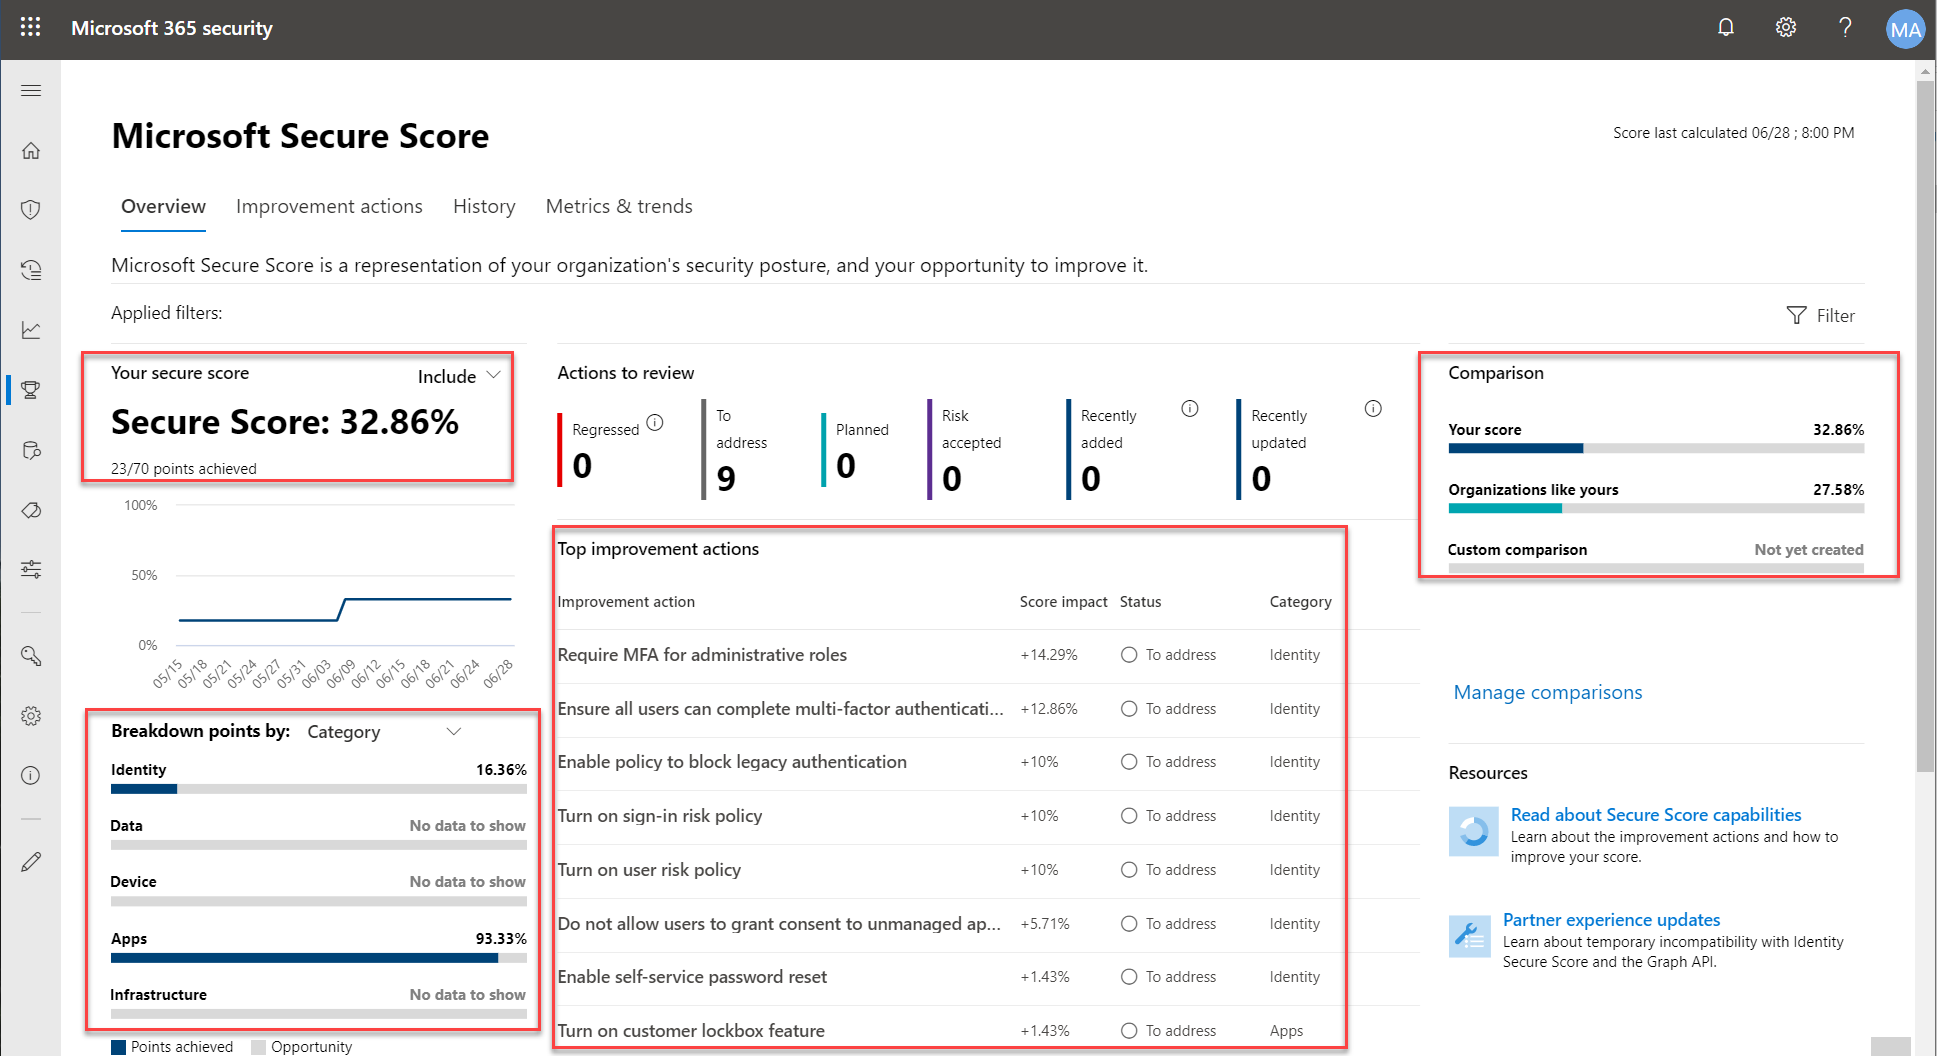 Microsoft 365 security
MA
Microsoft Secure Score
Score last calculated 06/28 ; 8:00 PM
Overview
Improvement actions
History
Metrics & trends
Microsoft Secure Score is a representation of your organization's security posture, and your opportunity to improve it.
Applied filters:
Filter
Your secure score
Include
Secure Score: 32.86%
23/70 points achieved
100%
50%
0%
05/15
05/18
05/21
05/24
05/27
05/31
06/03
06/09
06/12
06/15
06/18
06/21
06/24
06/28
Breakdown points by: Category
Identity 16.36%
Data No data to show
Device No data to show
Apps 93.33%
Infrastructure No data to show
Points achieved
Opportunity
Actions to review
Regressed
0
To
address
9
Planned
0
Risk
accepted
0
Recently
added
0
Recently
updated
0
Top improvement actions
Improvement action Score impact Status Category
Require MFA for administrative roles +14.29% To address Identity
Ensure all users can complete multi-factor authenticati... +12.86% To address Identity
Enable policy to block legacy authentication +10% To address Identity
Turn on sign-in risk policy +10% To address Identity
Turn on user risk policy +10% To address Identity
Do not allow users to grant consent to unmanaged ap... +5.71% To address Identity
Enable self-service password reset +1.43% To address Identity
Turn on customer lockbox feature +1.43% To address Apps
Comparison
Your score 32.86%
Organizations like yours 27.58%
Custom comparison Not yet created
Manage comparisons
Resources
Read about Secure Score capabilities
Learn about the improvement actions and how to
improve your score.
Partner experience updates
Learn about temporary incompatibility with Identity
Secure Score and the Graph API.